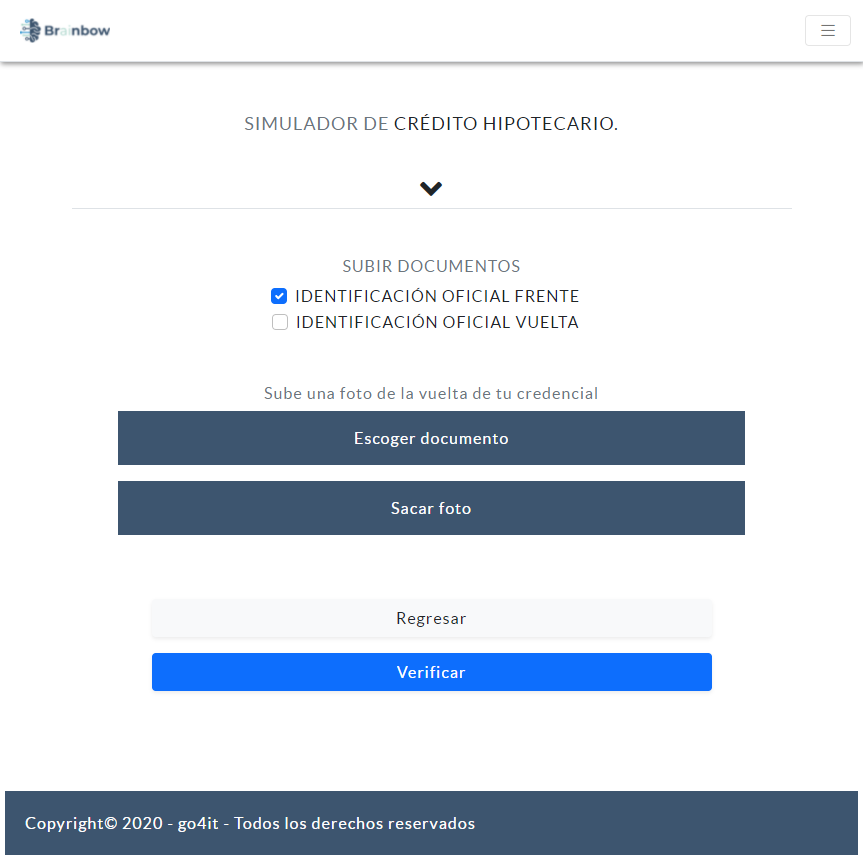 Brainbow
SIMULADOR DE CRÉDITO HIPOTECARIO.
SUBIR DOCUMENTOS
IDENTIFICACIÓN OFICIAL FRENTE
IDENTIFICACIÓN OFICIAL VUELTA
Sube una foto de la vuelta de tu credencial
Escoger documento
Sacar foto
Regresar
Verificar
Copyright© 2020 - go4it - Todos los derechos reservados